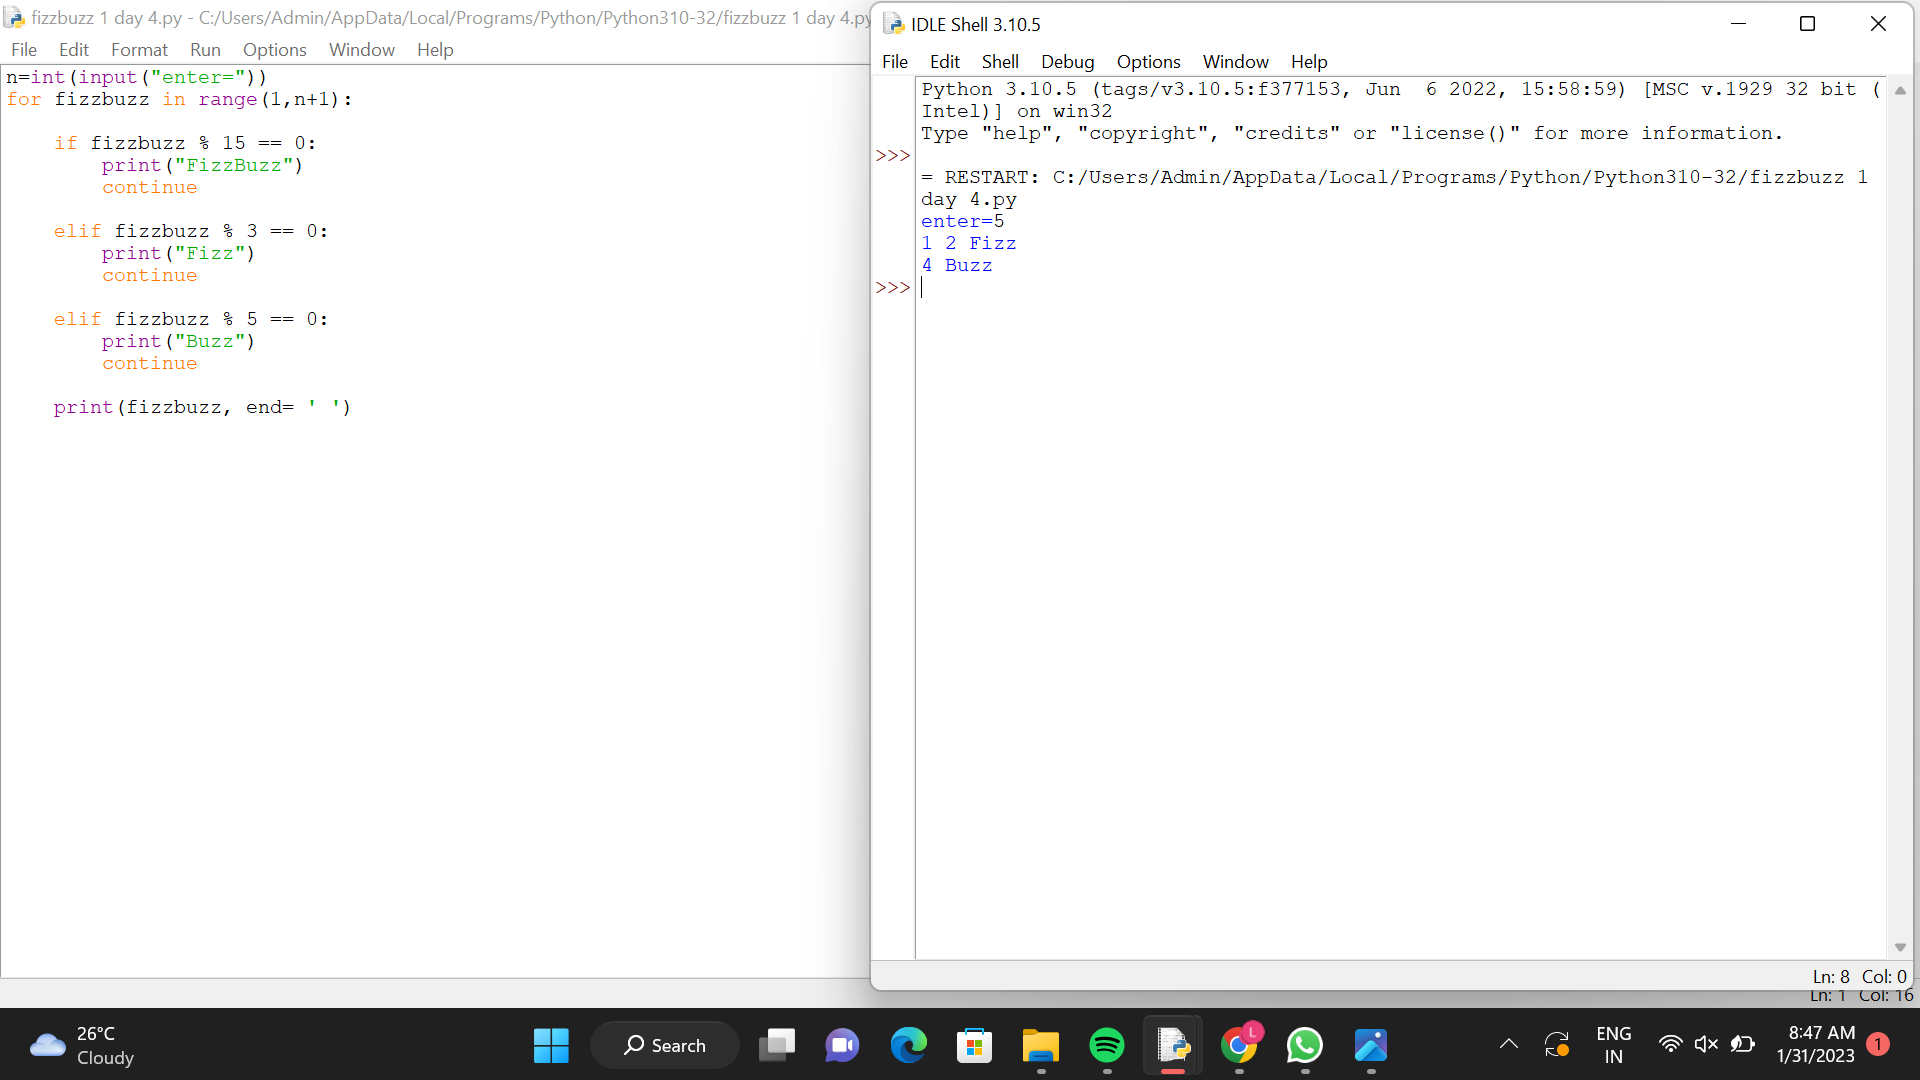 fizzbuzz 1 day 4.py - C:/Users/Admin/AppData/Local/Programs/Python/Python310-32/fizzbuzz 1 day 4.py
File Edit Format Run Options Window Help
n=int(input("enter="))
for fizzbuzz in range(1,n+1):
    if fizzbuzz % 15 == 0:
        print("FizzBuzz")
        continue
    elif fizzbuzz % 3 == 0:
        print("Fizz")
        continue
    elif fizzbuzz % 5 == 0:
        print("Buzz")
        continue
    print(fizzbuzz, end= ' ')
IDLE Shell 3.10.5
File Edit Shell Debug Options Window Help
Python 3.10.5 (tags/v3.10.5:f377153, Jun  6 2022, 15:58:59) [MSC v.1929 32 bit (
Intel)] on win32
Type "help", "copyright", "credits" or "license()" for more information.
>>>
= RESTART: C:/Users/Admin/AppData/Local/Programs/Python/Python310-32/fizzbuzz 1
day 4.py
enter=5
1 2 Fizz
4 Buzz
>>>
Ln: 8 Col: 0
Ln: 1 Col: 16
26°C
Cloudy
Search
L
ENG
IN
8:47 AM
1/31/2023
1